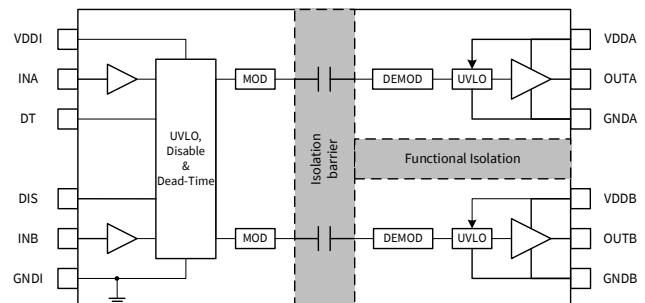 VDDI
INA
DT
DIS
INB
GNDI
UVLO,
Disable
&
Dead-Time
MOD
MOD
Isolation
barrier
DEMOD
UVLO
Functional Isolation
DEMOD
UVLO
VDDA
OUTA
GNDA
VDDB
OUTB
GNDB